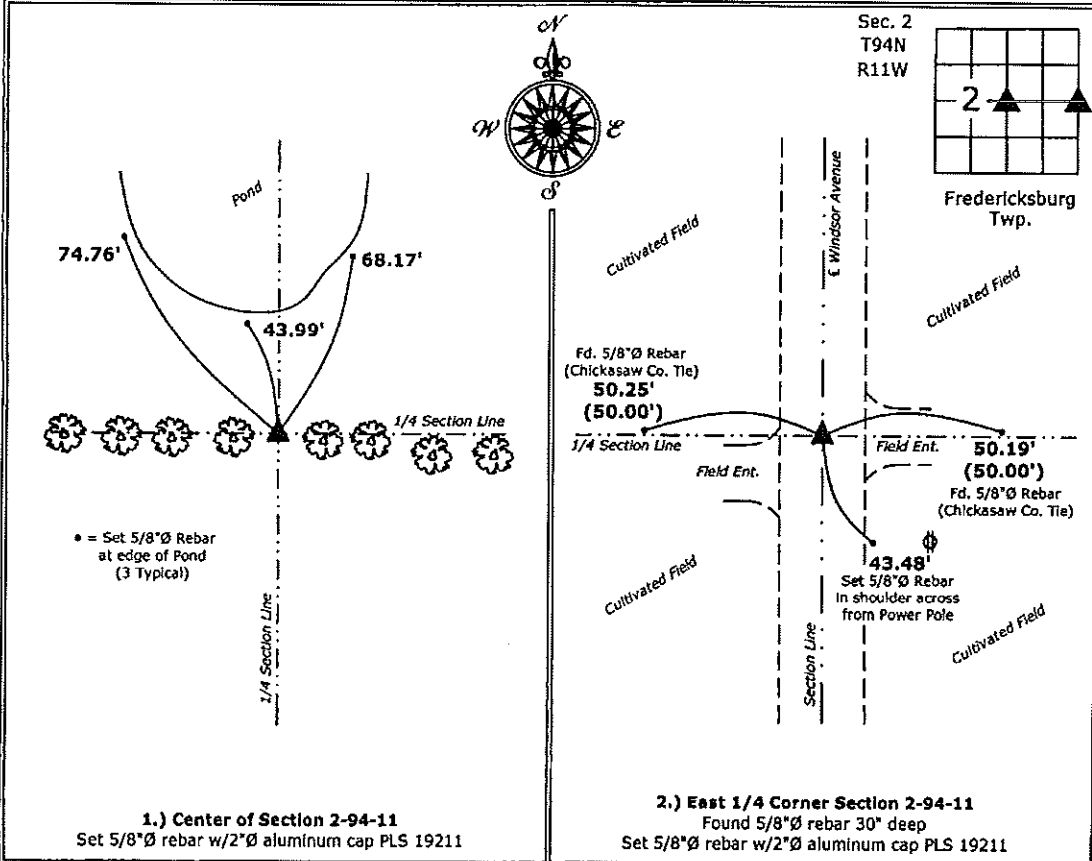 Sec. 2
T94N
R11W
2
Fredericksburg
Twp.
N
W
E
S
Pond
74.76'
68.17'
43.99'
1/4 Section Line
• = Set 5/8"Ø Rebar
at edge of Pond
(3 Typical)
1/4 Section Line
1.) Center of Section 2-94-11
Set 5/8"Ø rebar w/2"Ø aluminum cap PLS 19211
Cultivated Field
℄ Windsor Avenue
Cultivated Field
Fd. 5/8"Ø Rebar
(Chickasaw Co. Tie)
50.25'
(50.00')
1/4 Section Line
Field Ent.
Field Ent.
50.19'
(50.00')
Fd. 5/8"Ø Rebar
(Chickasaw Co. Tie)
43.48'
Set 5/8"Ø Rebar
in shoulder across
from Power Pole
Cultivated Field
Section Line
Cultivated Field
2.) East 1/4 Corner Section 2-94-11
Found 5/8"Ø rebar 30" deep
Set 5/8"Ø rebar w/2"Ø aluminum cap PLS 19211